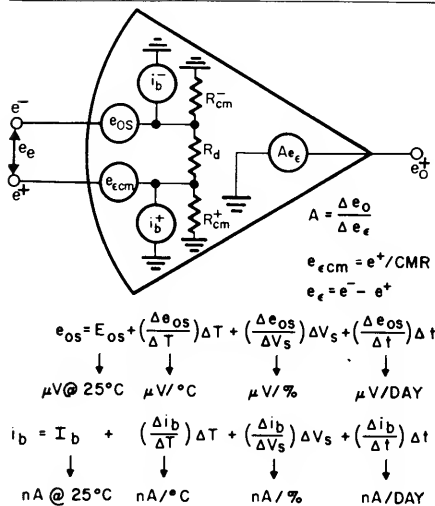 i_b^-
R_cm^-
e^-
e_os
e_e
R_d
Ae_ϵ
e^+
e_ϵcm
e_o^+
i_b^+
R_cm^+
A = Δe_o / Δe_ϵ
e_ϵcm = e^+/CMR
e_ϵ = e^- − e^+
e_os = E_os + (Δe_os/ΔT) ΔT + (Δe_os/ΔV_s) ΔV_s + (Δe_os/Δt) Δt
μV @ 25°C μV/°C μV/% μV/DAY
i_b = I_b + (Δi_b/ΔT) ΔT + (Δi_b/ΔV_s) ΔV_s + (Δi_b/Δt) Δt
nA @ 25°C nA/°C nA/% nA/DAY